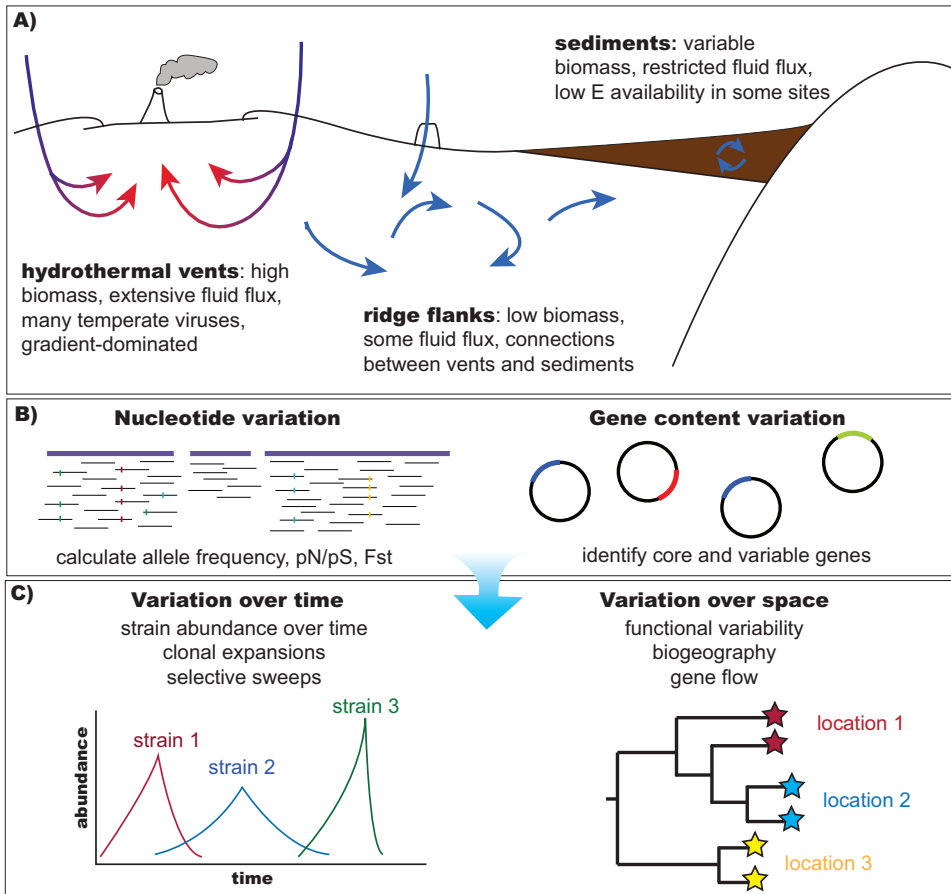 A)
sediments: variable
biomass, restricted fluid flux,
low E availability in some sites
hydrothermal vents: high
biomass, extensive fluid flux,
many temperate viruses,
gradient-dominated
ridge flanks: low biomass,
some fluid flux, connections
between vents and sediments
B)
Nucleotide variation
calculate allele frequency, pN/pS, Fst
Gene content variation
identify core and variable genes
C)
Variation over time
strain abundance over time
clonal expansions
selective sweeps
strain 1
strain 2
strain 3
abundance
time
Variation over space
functional variability
biogeography
gene flow
location 1
location 2
location 3